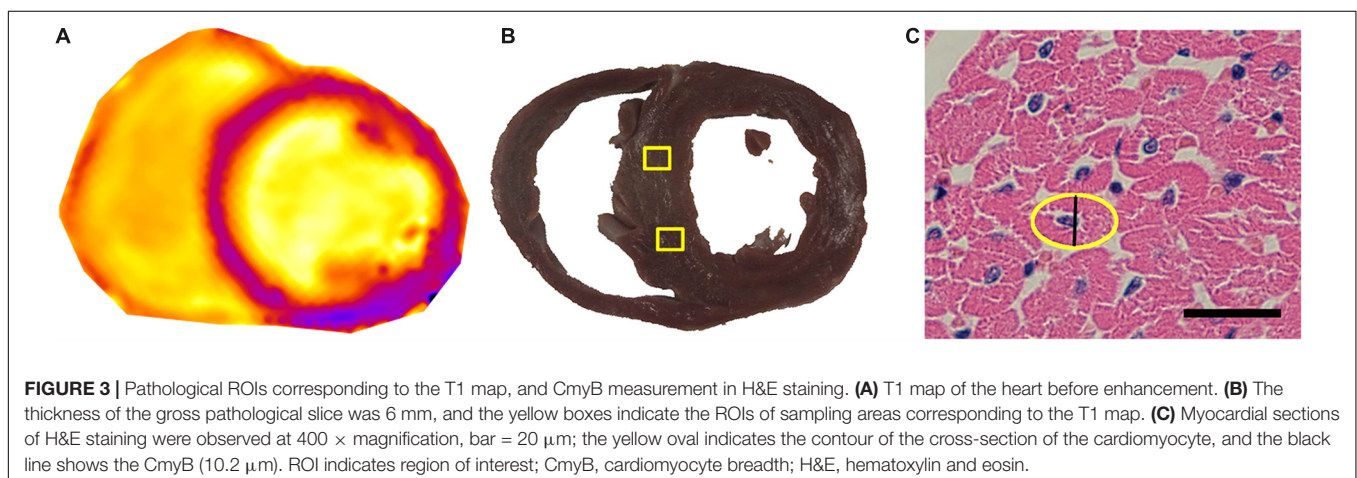 A
B
C
FIGURE 3 | Pathological ROIs corresponding to the T1 map, and CmyB measurement in H&E staining. (A) T1 map of the heart before enhancement. (B) The
thickness of the gross pathological slice was 6 mm, and the yellow boxes indicate the ROIs of sampling areas corresponding to the T1 map. (C) Myocardial sections
of H&E staining were observed at 400 × magnification, bar = 20 μm; the yellow oval indicates the contour of the cross-section of the cardiomyocyte, and the black
line shows the CmyB (10.2 μm). ROI indicates region of interest; CmyB, cardiomyocyte breadth; H&E, hematoxylin and eosin.